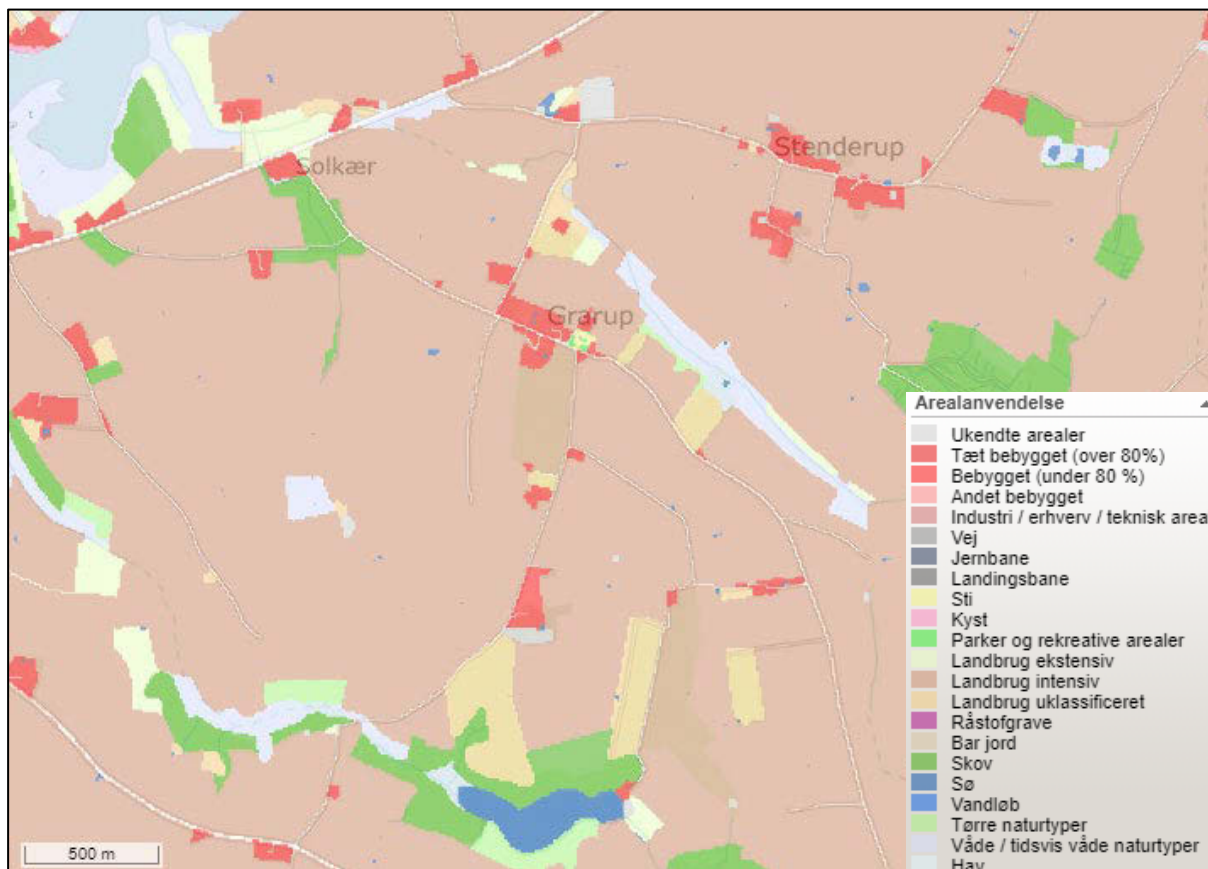 Stenderup
Solkær
Grarup
Arealanvendelse
Ukendte arealer
Tæt bebygget (over 80%)
Bebygget (under 80 %)
Andet bebygget
Industri / erhverv / teknisk area
Vej
Jernbane
Landingsbane
Sti
Kyst
Parker og rekreative arealer
Landbrug ekstensiv
Landbrug intensiv
Landbrug uklassificeret
Råstofgrave
Bar jord
Skov
Sø
Vandløb
Tørre naturtyper
Våde / tidsvis våde naturtyper
Hav
500 m